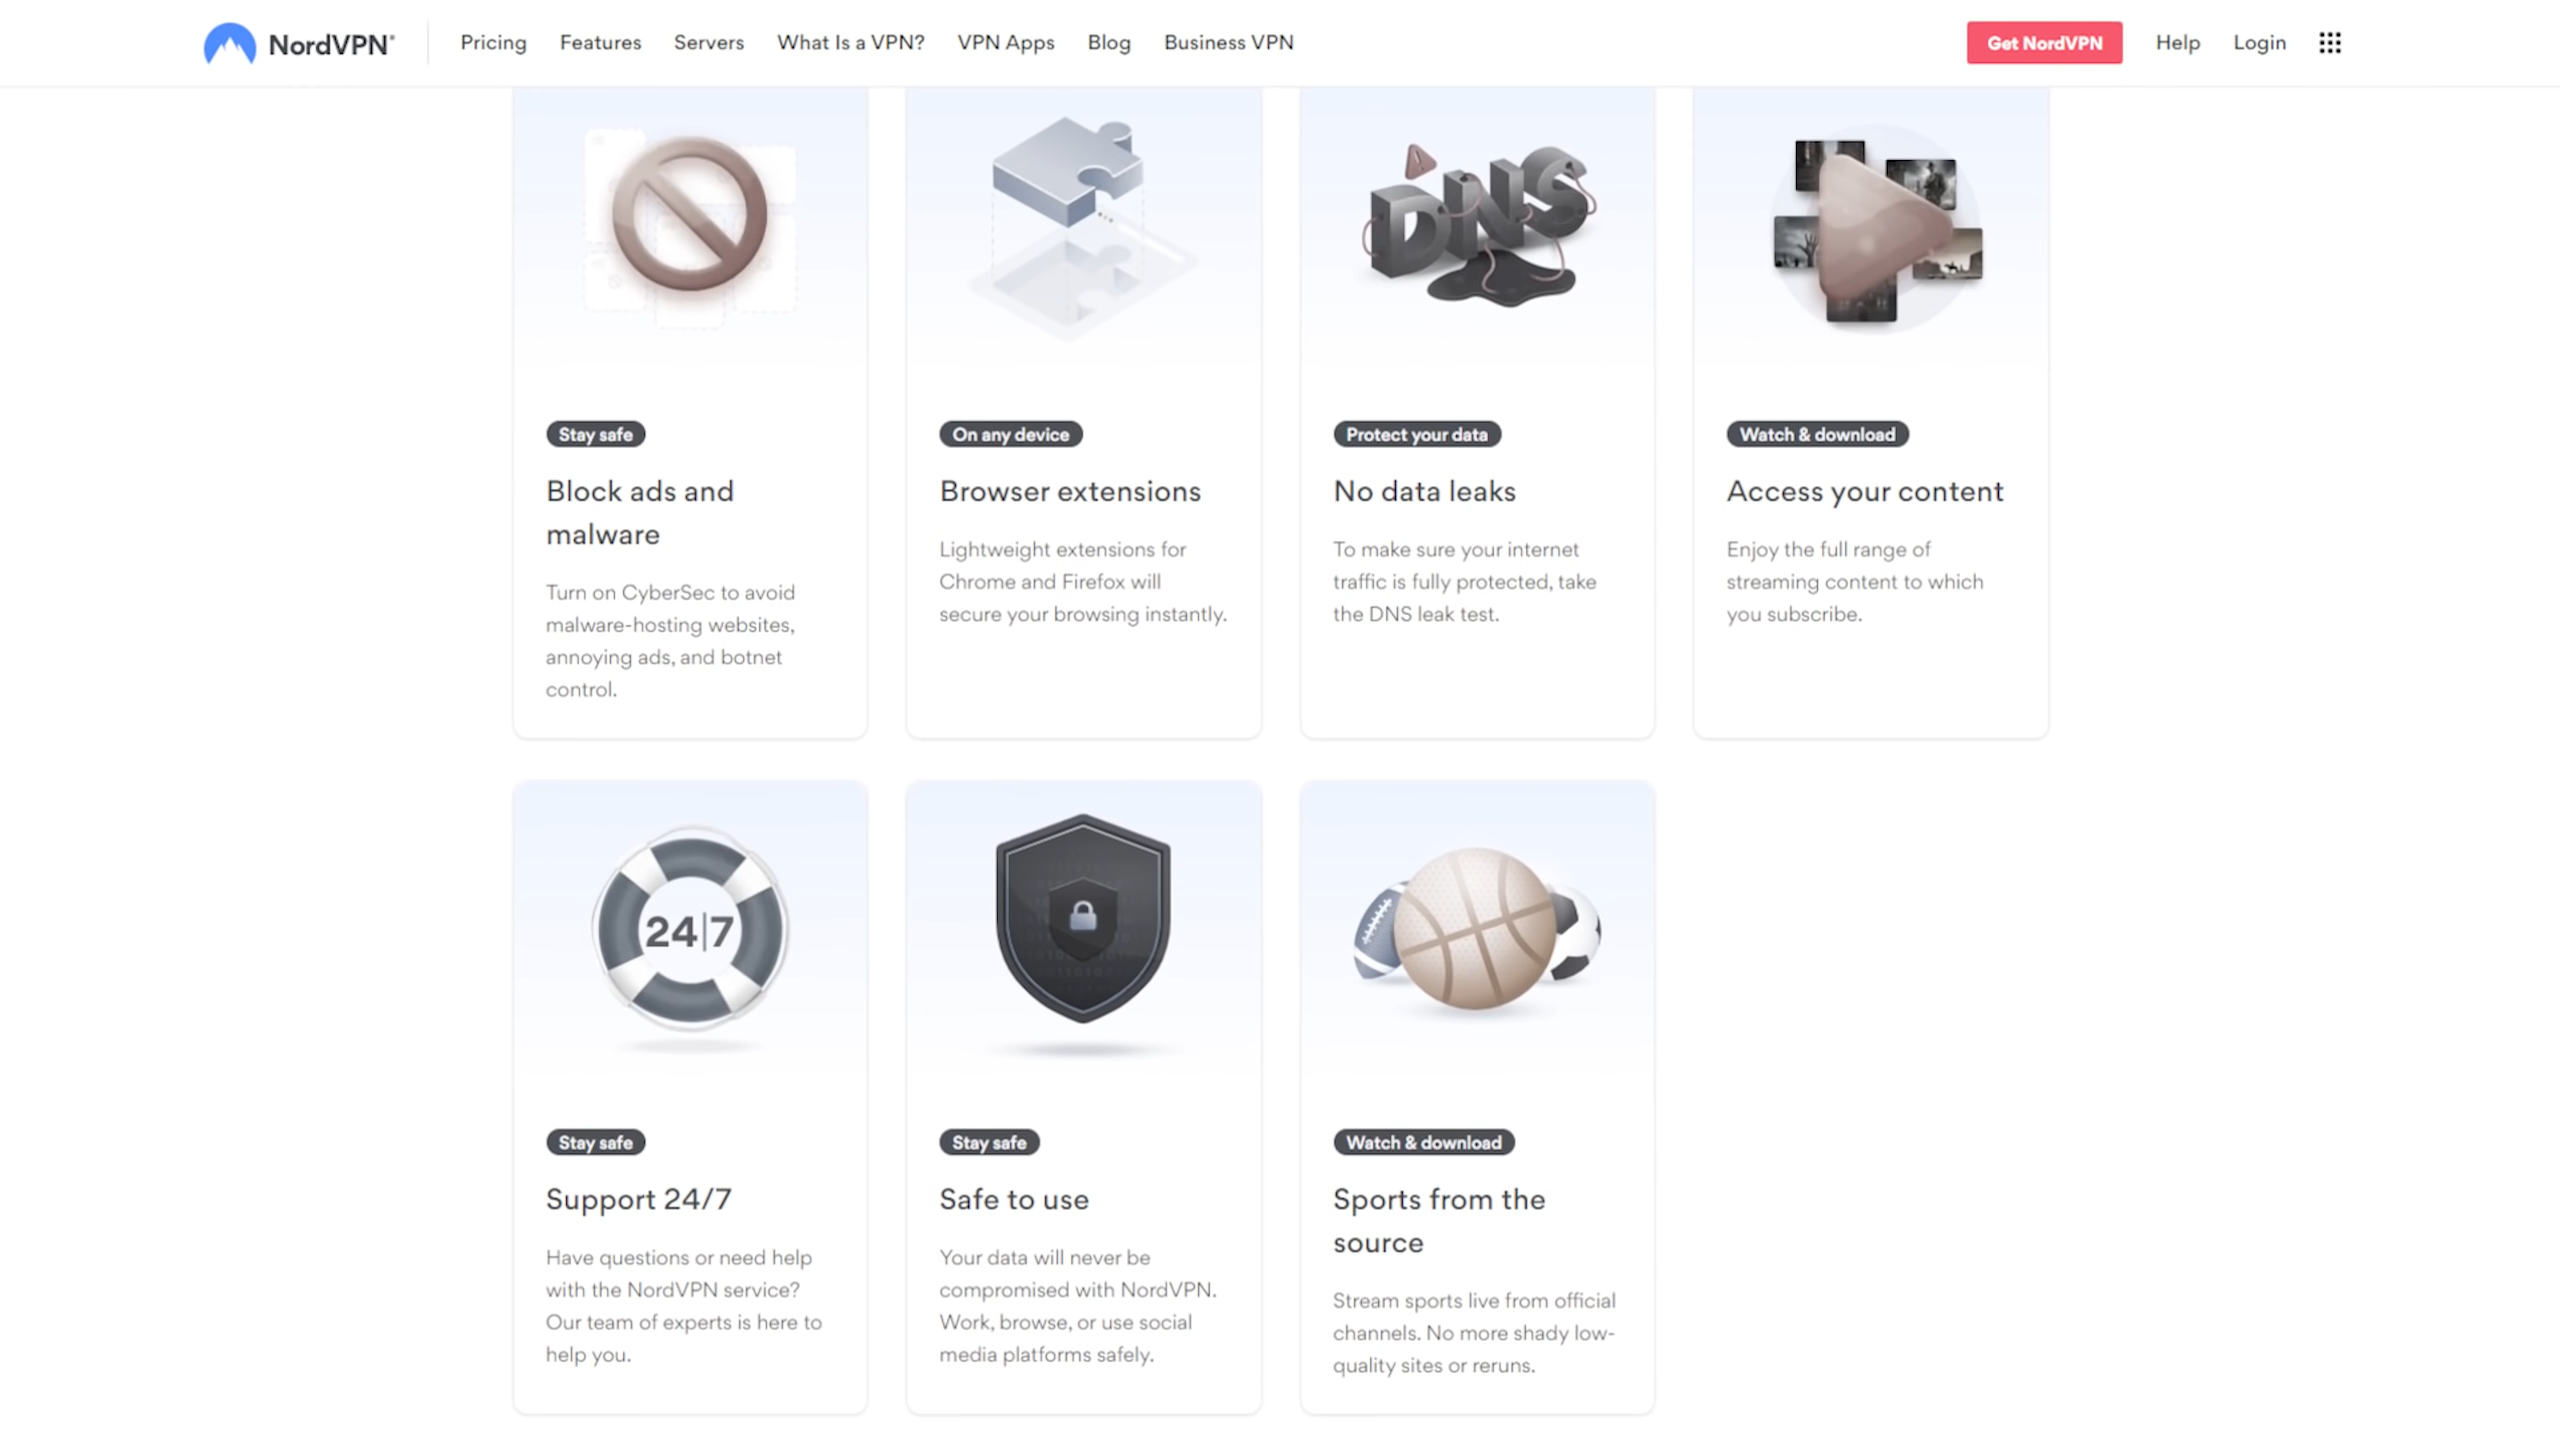 NordVPN®
Pricing
Features
Servers
What Is a VPN?
VPN Apps
Blog
Business VPN
Get NordVPN
Help
Login
DNS
Stay safe
Block ads and
malware
Turn on CyberSec to avoid
malware-hosting websites,
annoying ads, and botnet
control.
On any device
Browser extensions
Lightweight extensions for
Chrome and Firefox will
secure your browsing instantly.
Protect your data
No data leaks
To make sure your internet
traffic is fully protected, take
the DNS leak test.
Watch & download
Access your content
Enjoy the full range of
streaming content to which
you subscribe.
24|7
Stay safe
Support 24/7
Have questions or need help
with the NordVPN service?
Our team of experts is here to
help you.
Stay safe
Safe to use
Your data will never be
compromised with NordVPN.
Work, browse, or use social
media platforms safely.
Watch & download
Sports from the
source
Stream sports live from official
channels. No more shady low-
quality sites or reruns.